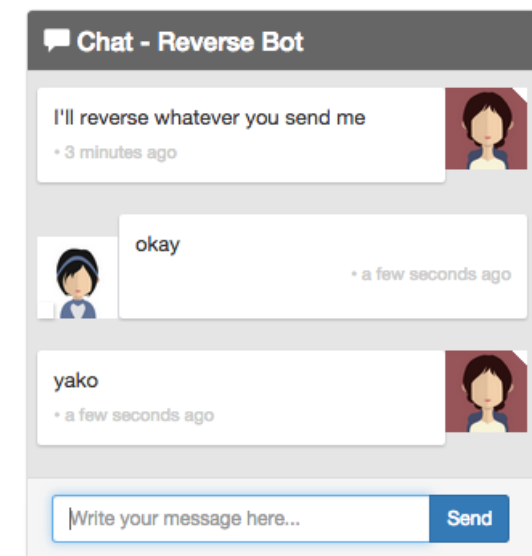 Chat - Reverse Bot
I'll reverse whatever you send me
• 3 minutes ago
okay
• a few seconds ago
yako
• a few seconds ago
Write your message here...
Send